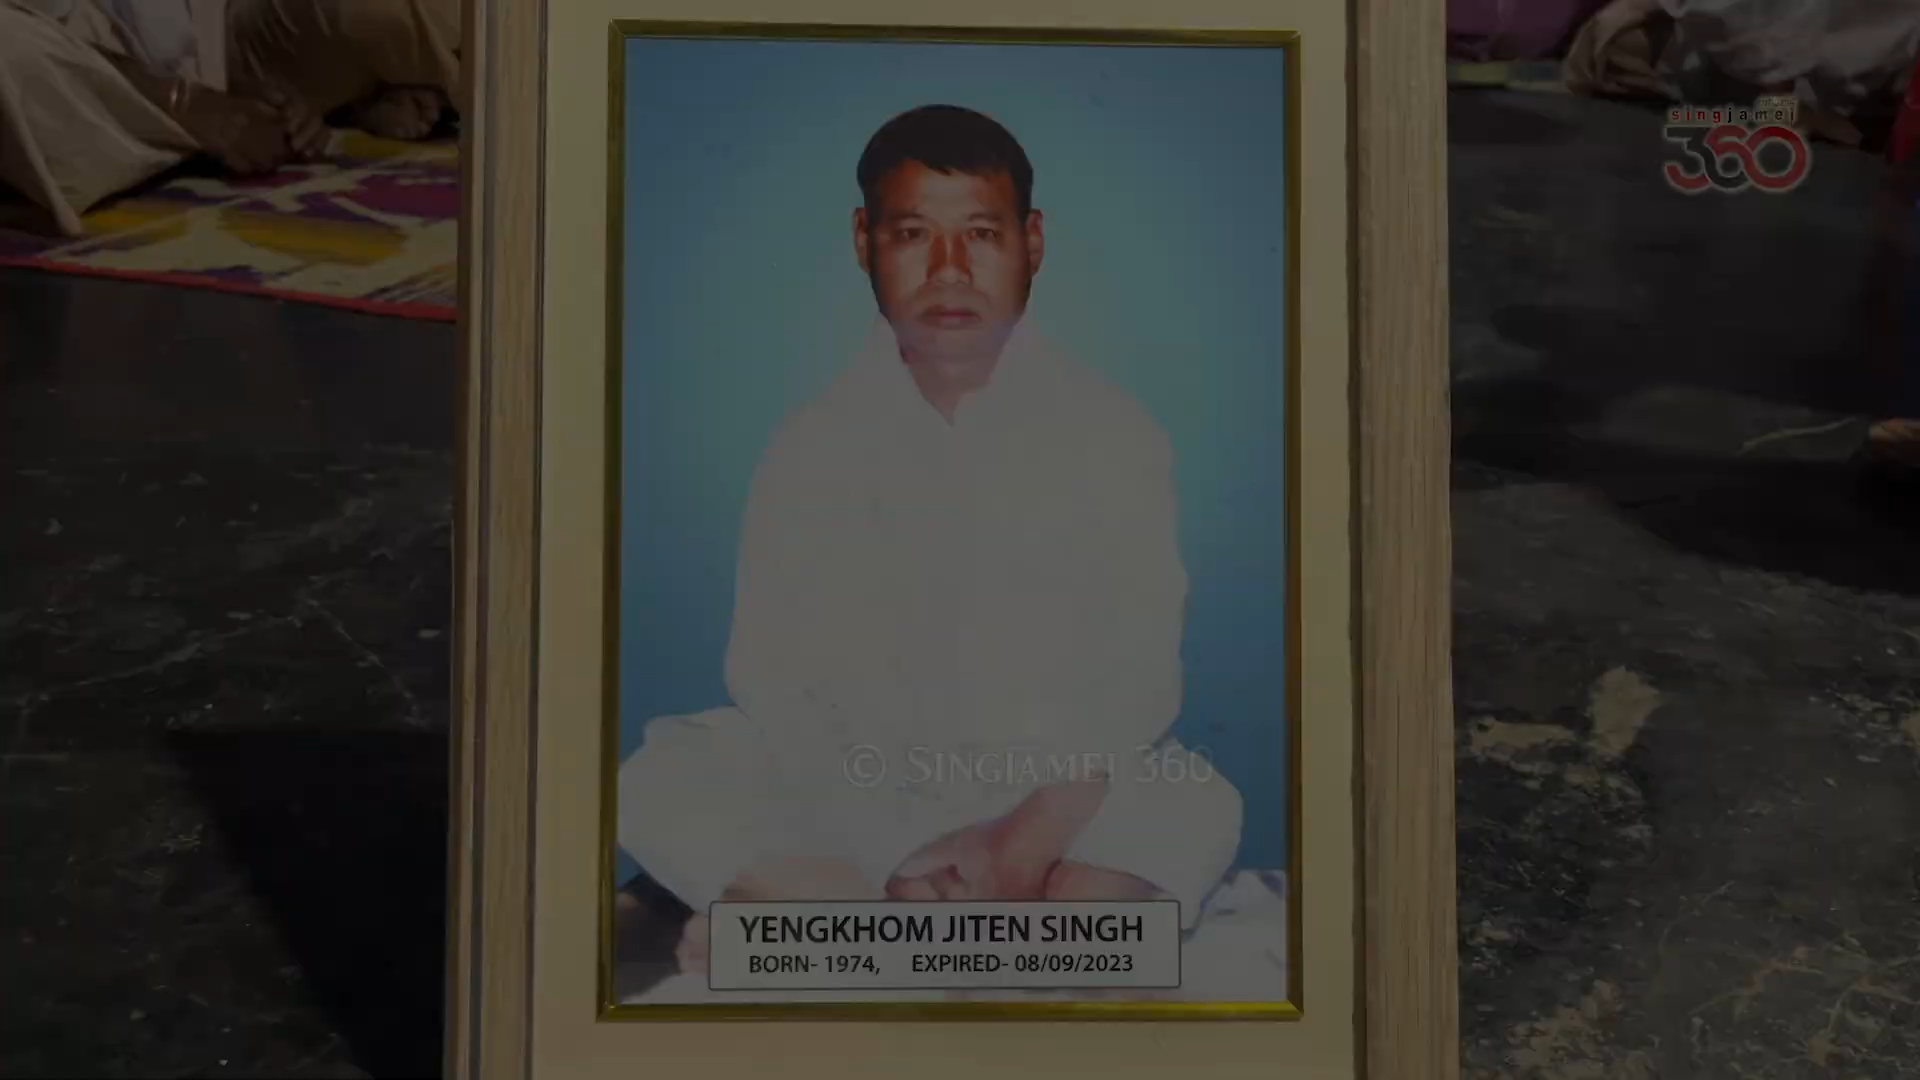 singjamei
360
© SINGJAMEI 360
YENGKHOM JITEN SINGH
BORN- 1974, EXPIRED- 08/09/2023